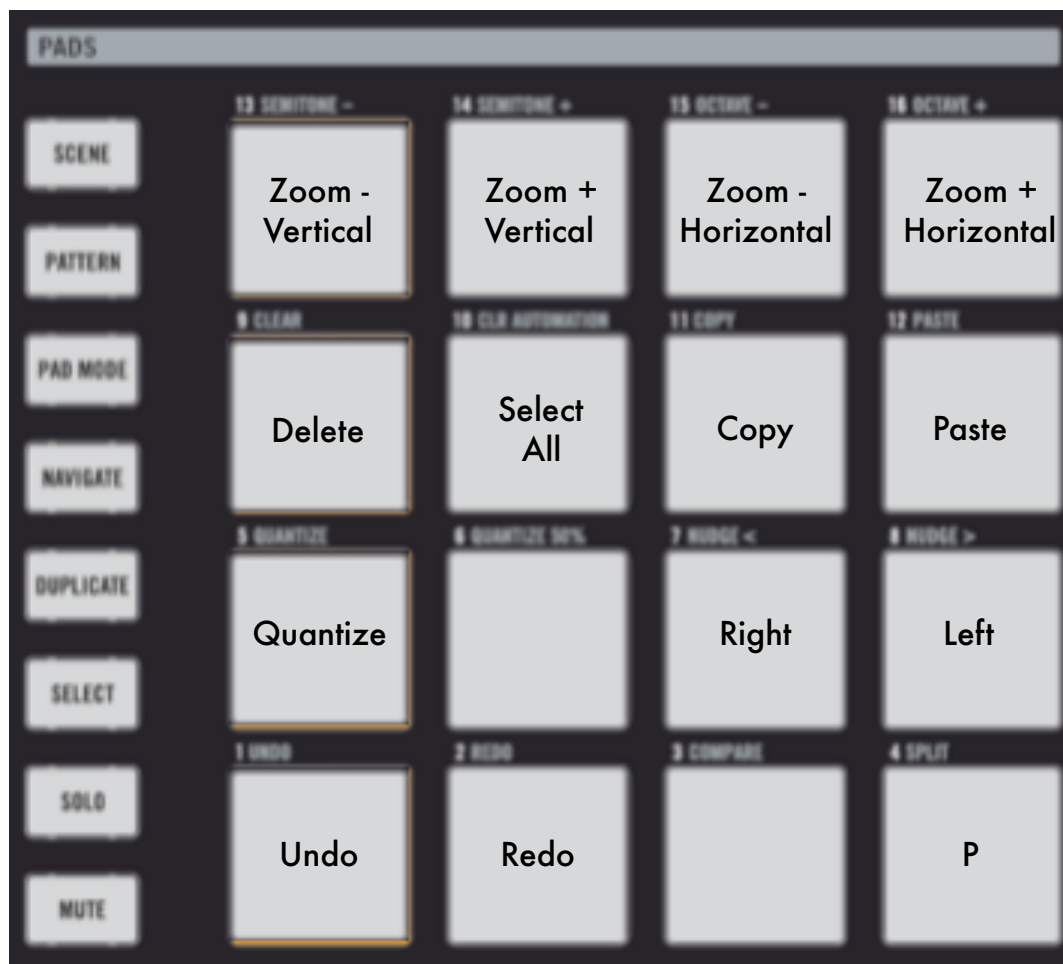 PADS
13 SEMITONE -
14 SEMITONE +
15 OCTAVE -
16 OCTAVE +
SCENE
Zoom -
Vertical
Zoom +
Vertical
Zoom -
Horizontal
Zoom +
Horizontal
PATTERN
9 CLEAR
10 CLR AUTOMATION
11 COPY
12 PASTE
PAD MODE
Delete
Select
All
Copy
Paste
NAVIGATE
5 QUANTIZE
6 QUANTIZE 50%
7 NUDGE <
8 NUDGE >
DUPLICATE
Quantize
Right
Left
SELECT
1 UNDO
2 REDO
3 COMPARE
4 SPLIT
SOLO
Undo
Redo
P
MUTE